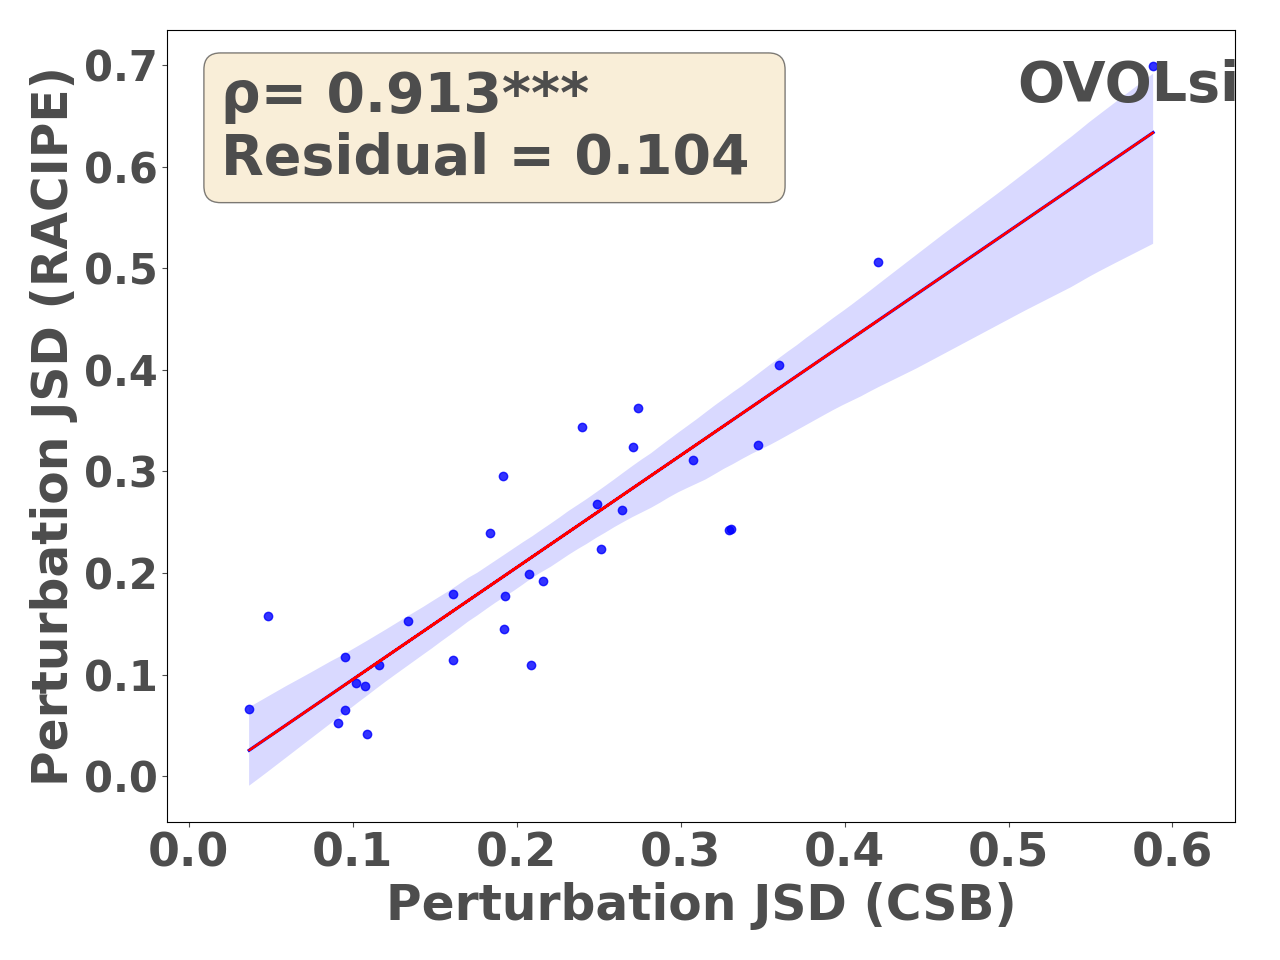 ρ= 0.913***
Residual = 0.104
OVOLsi
Perturbation JSD (RACIPE)
0.7
0.6
0.5
0.4
0.3
0.2
0.1
0.0
0.0 0.1 0.2 0.3 0.4 0.5 0.6
Perturbation JSD (CSB)